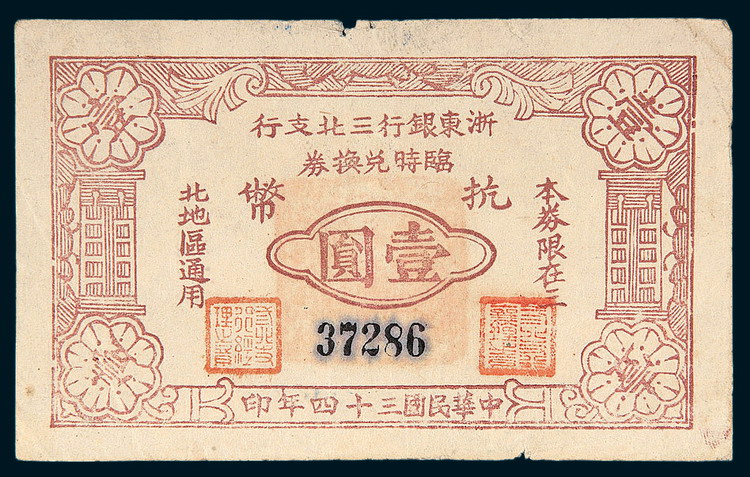 浙東銀行三北支行
臨時兌換券
抗幣
本券限在三
北地區通用
壹圓
37286
中華民國三十四年印